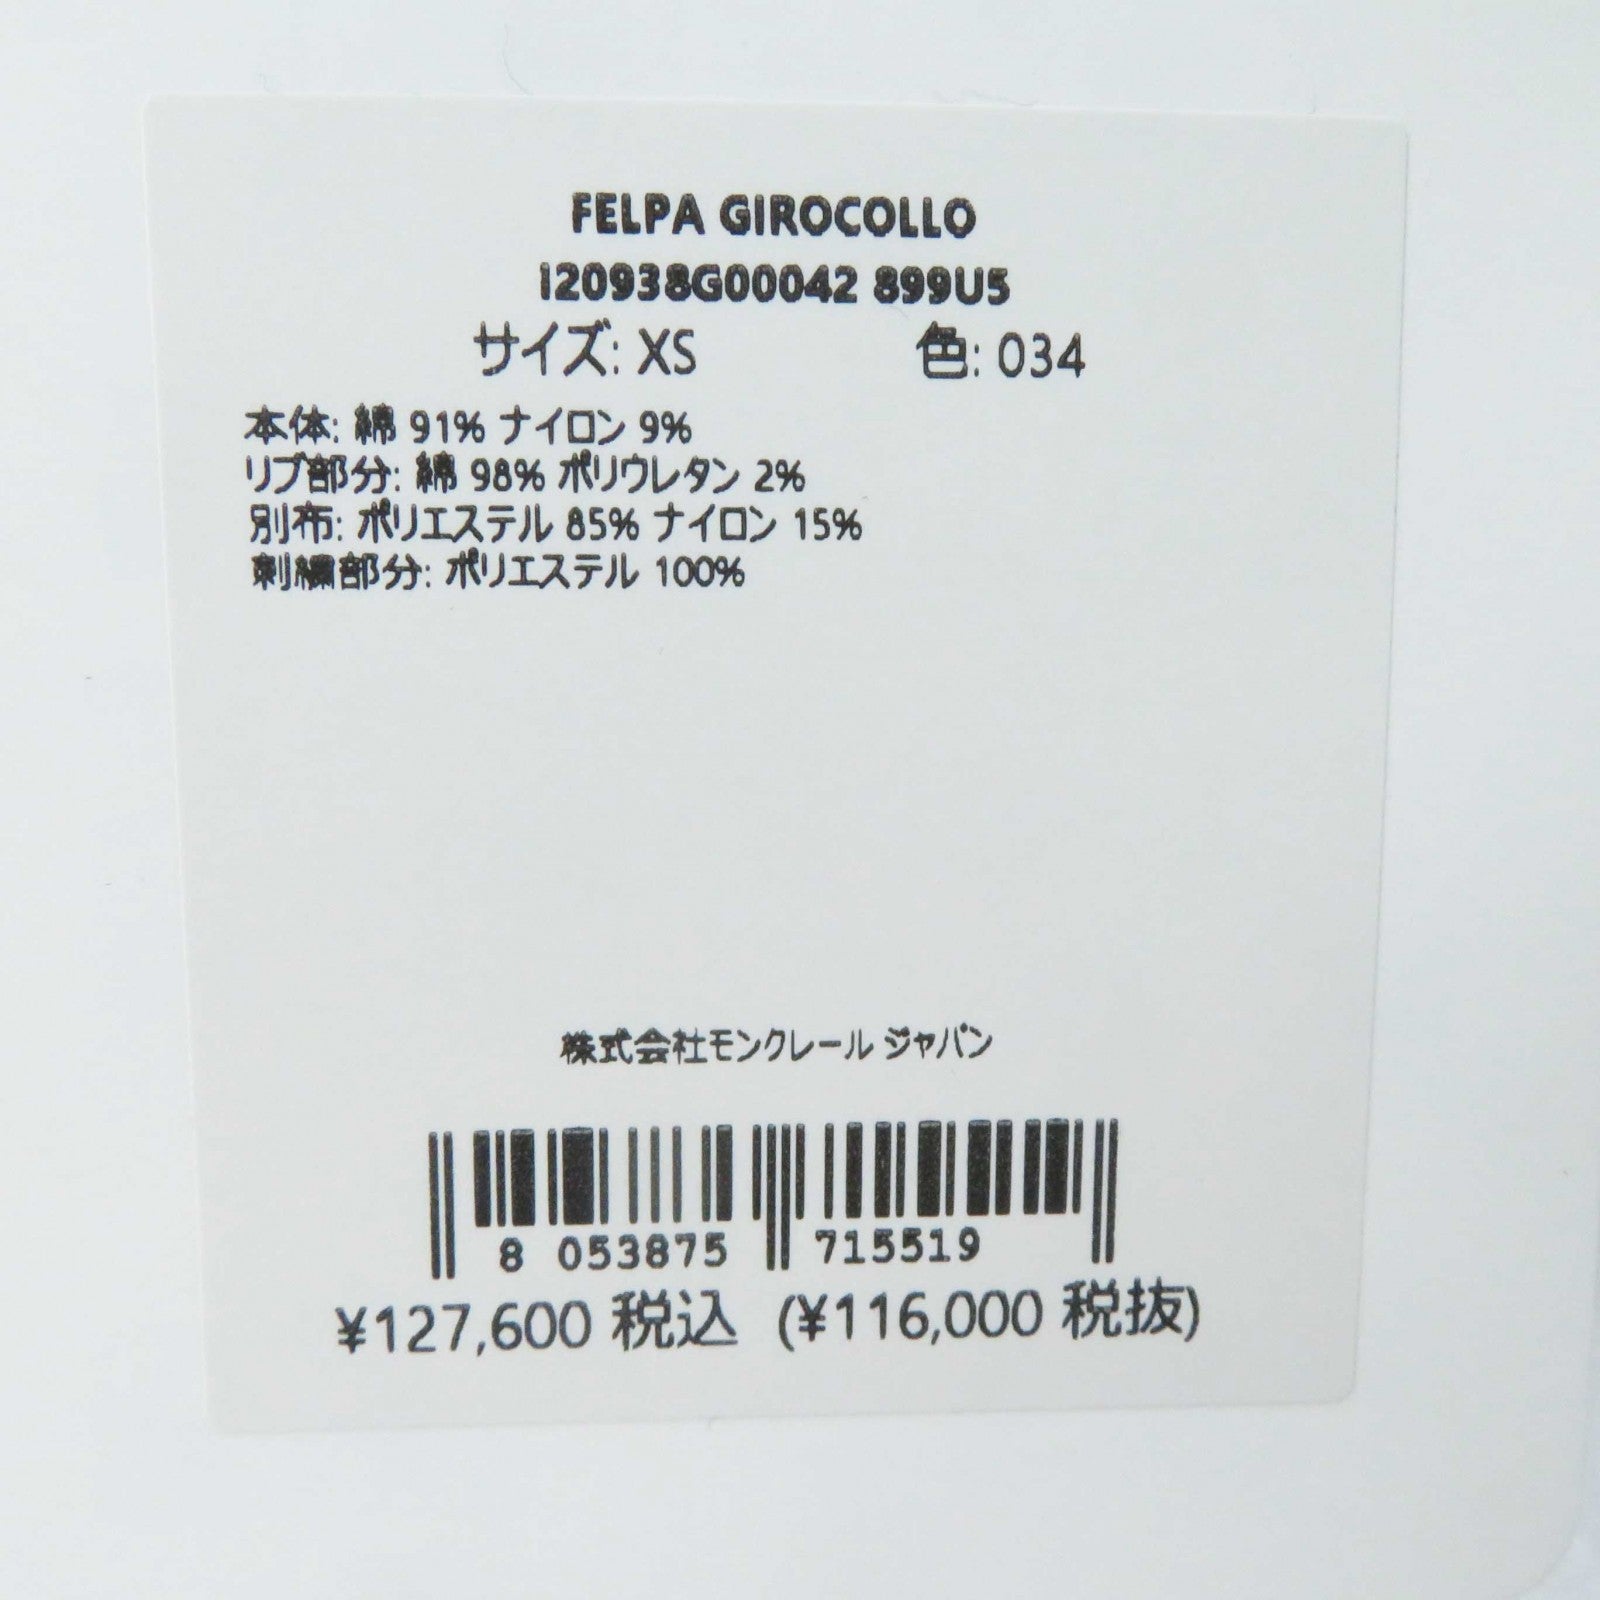 FELPA GIROCOLLO
I20938G00042 899U5
サイズ: XS 色: 034
本体: 綿 91% ナイロン 9%
リブ部分: 綿 98% ポリウレタン 2%
別布: ポリエステル 85% ナイロン 15%
刺繍部分: ポリエステル 100%
株式会社モンクレール ジャパン
8 053875 715519
¥127,600 税込 (¥116,000 税抜)